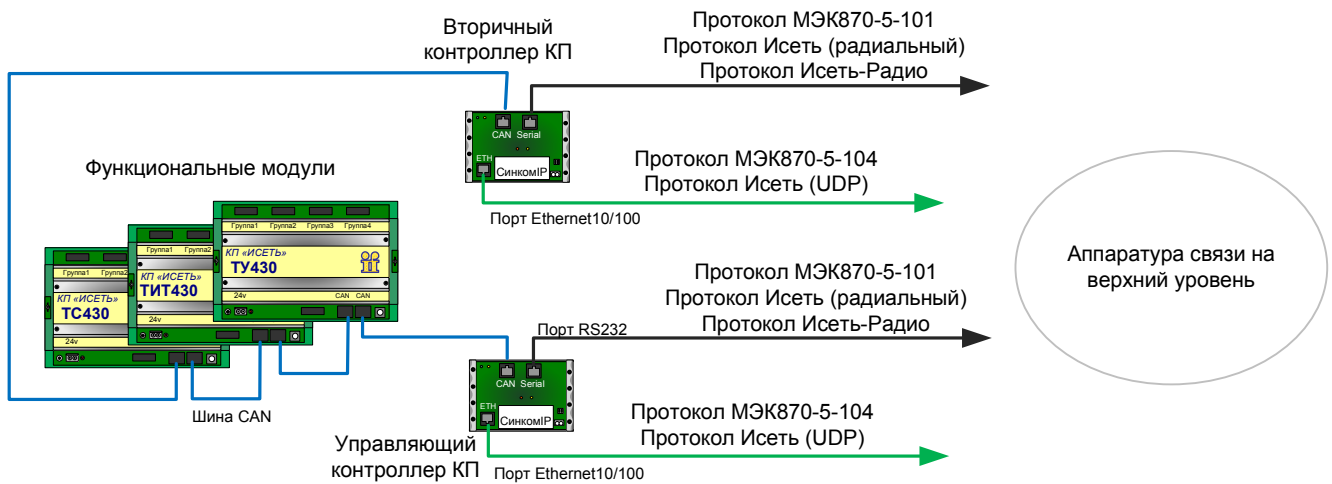 Вторичный
контроллер КП
Протокол МЭК870-5-101
Протокол Исеть (радиальный)
Протокол Исеть-Радио
CAN Serial
ETH
СинкомIP
Протокол МЭК870-5-104
Протокол Исеть (UDP)
Порт Ethernet10/100
Функциональные модули
Группа1 Группа2 Группа3 Группа4
КП «ИСЕТЬ»
ТУ430
24v
CAN CAN
Группа1 Группа2
КП «ИСЕТЬ»
ТИТ430
24v
Группа1 Группа2
КП «ИСЕТЬ»
ТС430
24v
Шина CAN
Аппаратура связи на
верхний уровень
Протокол МЭК870-5-101
Протокол Исеть (радиальный)
Протокол Исеть-Радио
Порт RS232
CAN Serial
ETH
СинкомIP
Протокол МЭК870-5-104
Протокол Исеть (UDP)
Управляющий
контроллер КП
Порт Ethernet10/100